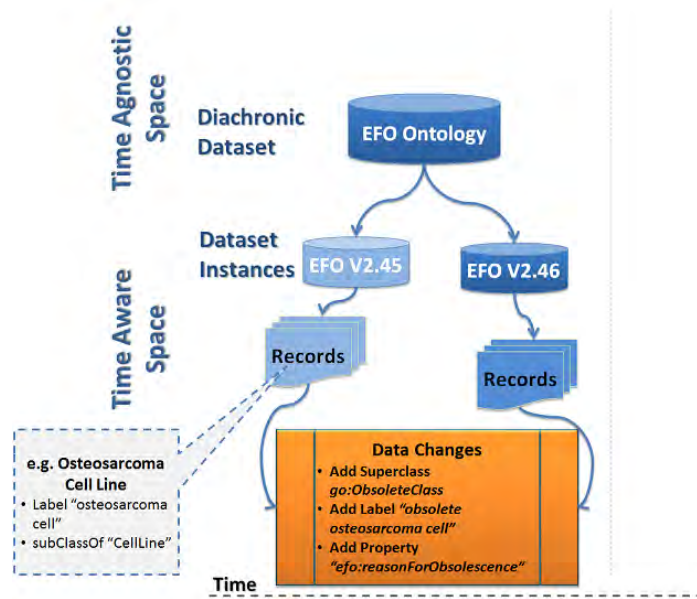 Time Agnostic
Space
Diachronic
Dataset
EFO Ontology
Time Aware
Space
Dataset
Instances
EFO V2.45
EFO V2.46
Records
Records
e.g. Osteosarcoma
Cell Line
• Label “osteosarcoma
cell”
• subClassOf “CellLine”
Data Changes
• Add Superclass
go:ObsoleteClass
• Add Label “obsolete
osteosarcoma cell”
• Add Property
“efo:reasonForObsolescence”
Time